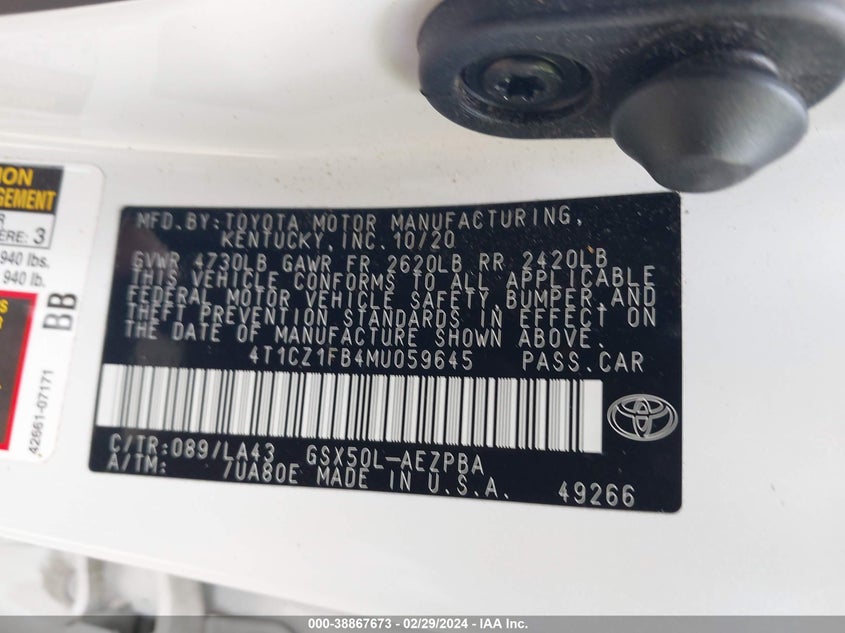 MFD.BY:TOYOTA MOTOR MANUFACTURING,
KENTUCKY, INC. 10/20
GVWR 4730LB GAWR FR 2620LB RR 2420LB
THIS VEHICLE CONFORMS TO ALL APPLICABLE
FEDERAL MOTOR VEHICLE SAFETY, BUMPER, AND
THEFT PREVENTION STANDARDS IN EFFECT ON
THE DATE OF MANUFACTURE SHOWN ABOVE.
4T1CZ1FB4MU059645 PASS.CAR
C/TR: 089/LA43 GSX50L-AEZPBA
A/TM: 7UA80E MADE IN U.S.A. 49266
ERE: 3
940 lbs.
940 lb.
BB
42661-07171
000-38867673 — 02/29/2024 — IAA Inc.